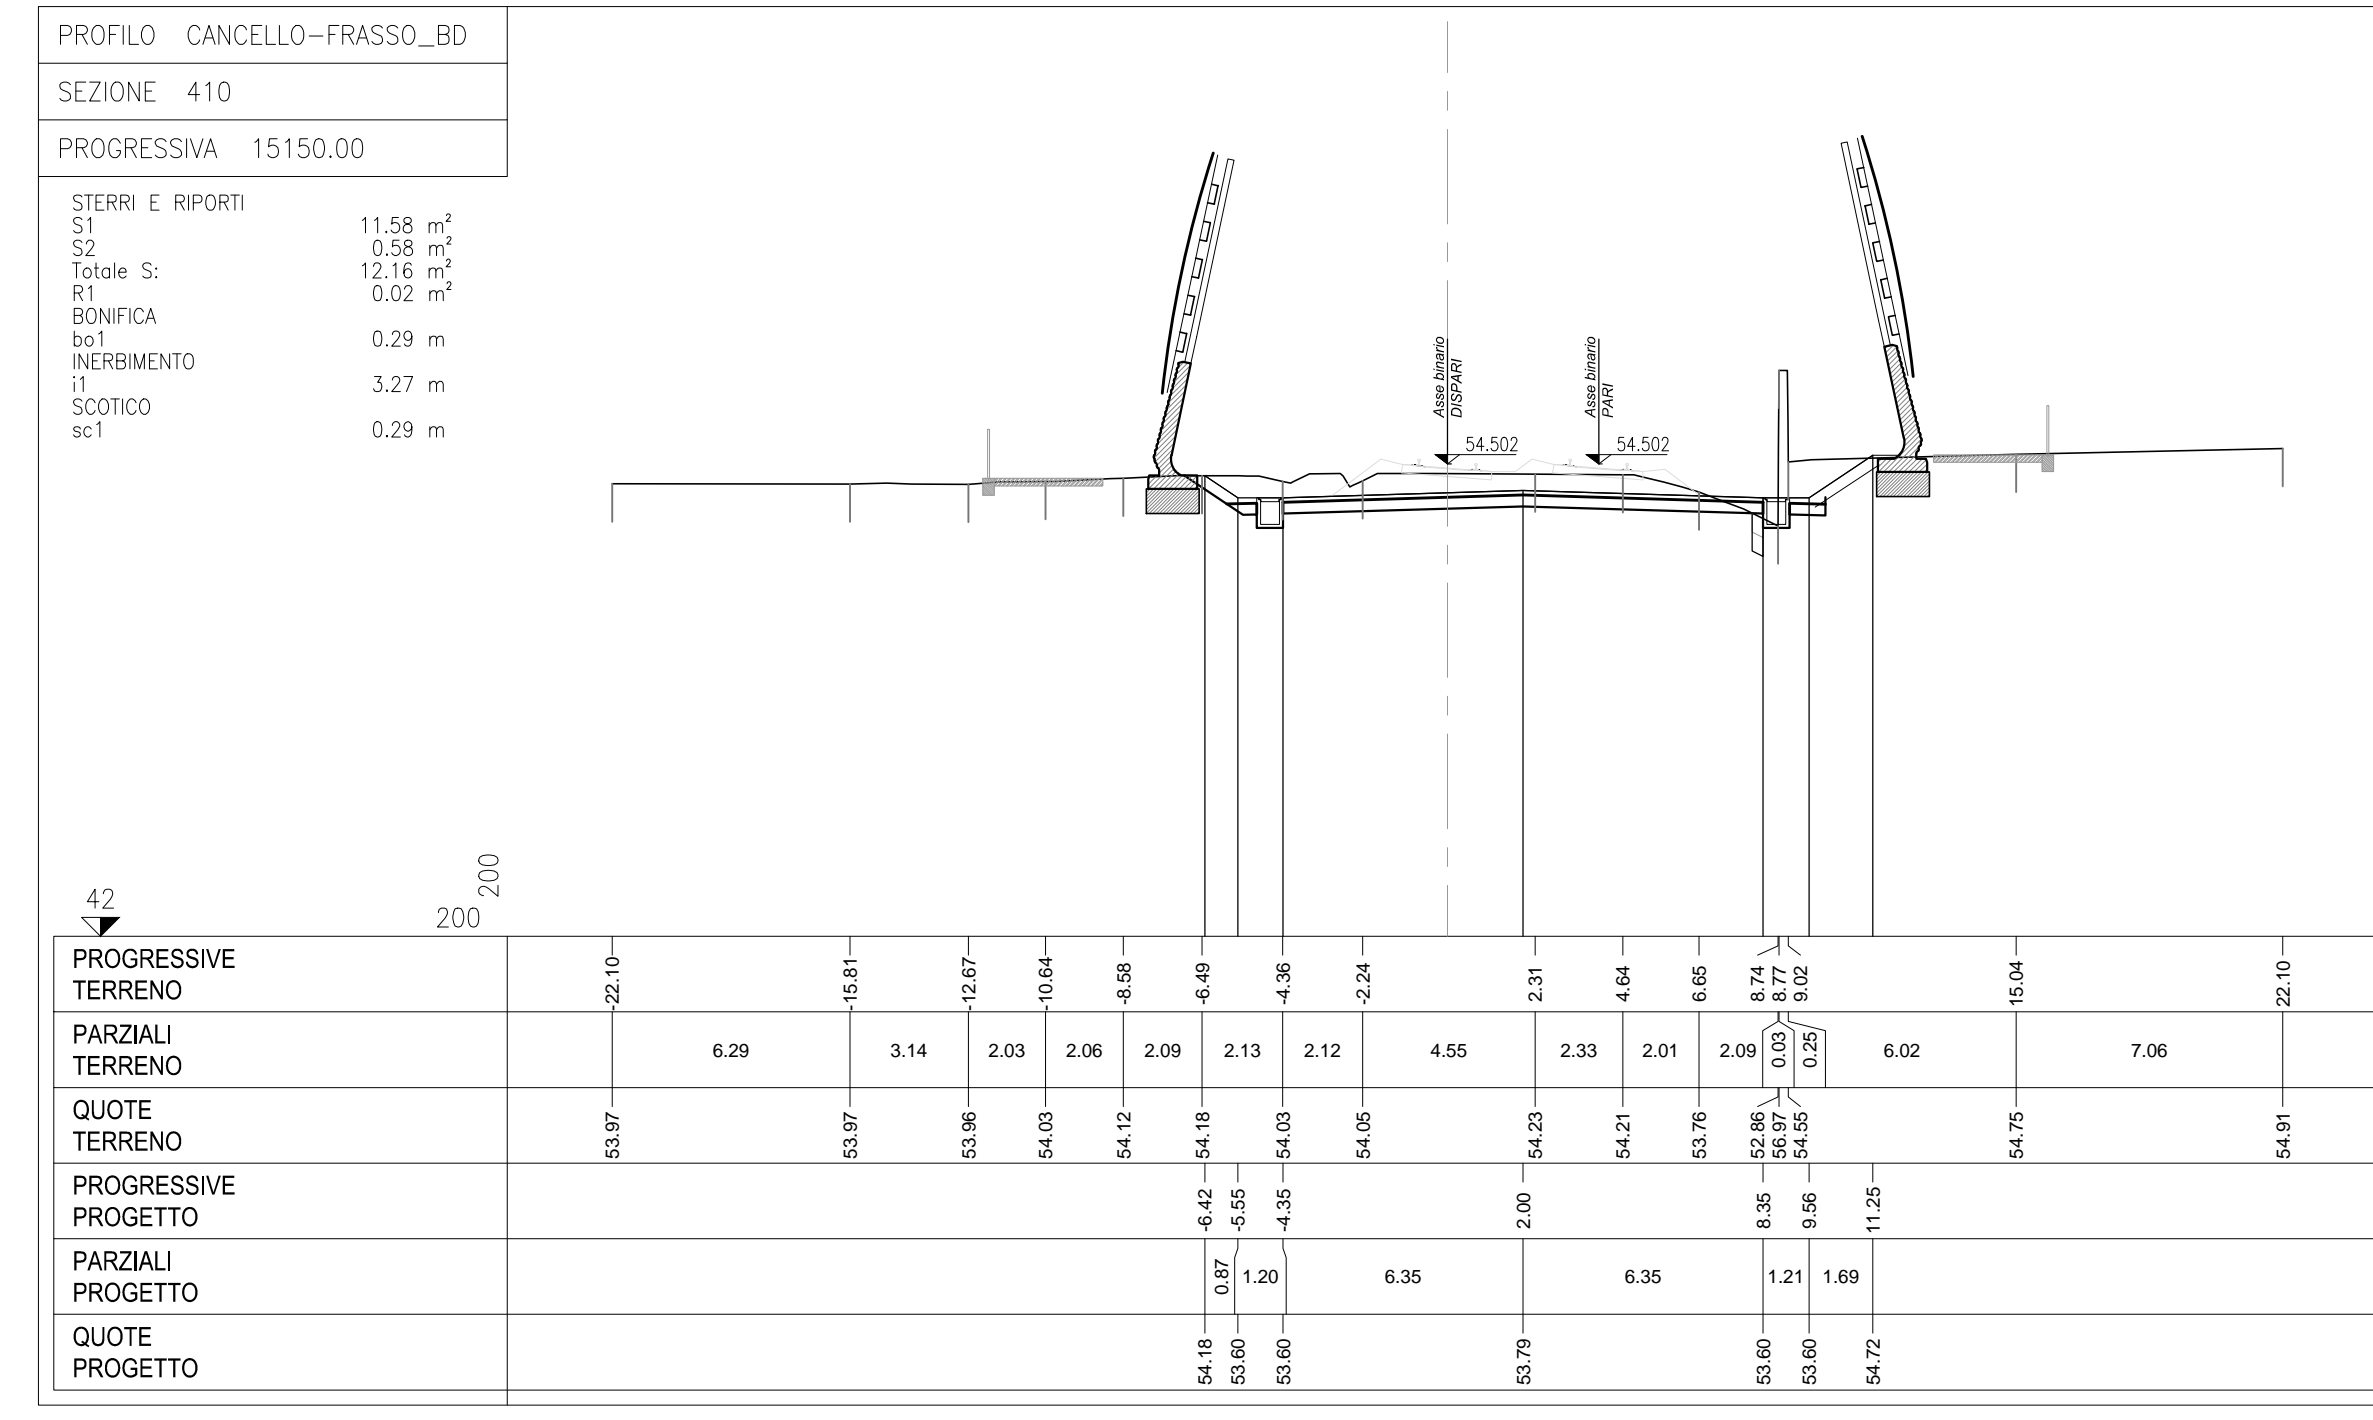 PROFILO CANCELLO-FRASSO_BD
SEZIONE 410
PROGRESSIVA 15150.00
STERRI E RIPORTI
S1 11.58 m²
S2 0.58 m²
Totale S: 12.16 m²
R1 0.02 m²
BONIFICA
bo1 0.29 m
INERBIMENTO
i1 3.27 m
SCOTICO
sc1 0.29 m
Asse binario
DISPARI
54.502
Asse binario
PARI
54.502
42
200
200
PROGRESSIVE
TERRENO
-22.10 -15.81 -12.67 -10.64 -8.58 -6.49 -4.36 -2.24 2.31 4.64 6.65 8.74 8.77 9.02 15.04 22.10
PARZIALI
TERRENO
6.29 3.14 2.03 2.06 2.09 2.13 2.12 4.55 2.33 2.01 2.09 0.03 0.25 6.02 7.06
QUOTE
TERRENO
53.97 53.97 53.96 54.03 54.12 54.18 54.03 54.05 54.23 54.21 53.76 52.86 56.97 54.55 54.75 54.91
PROGRESSIVE
PROGETTO
-6.42 -5.55 -4.35 2.00 8.35 9.56 11.25
PARZIALI
PROGETTO
0.87 1.20 6.35 6.35 1.21 1.69
QUOTE
PROGETTO
54.18 53.60 53.60 53.79 53.60 53.60 54.72